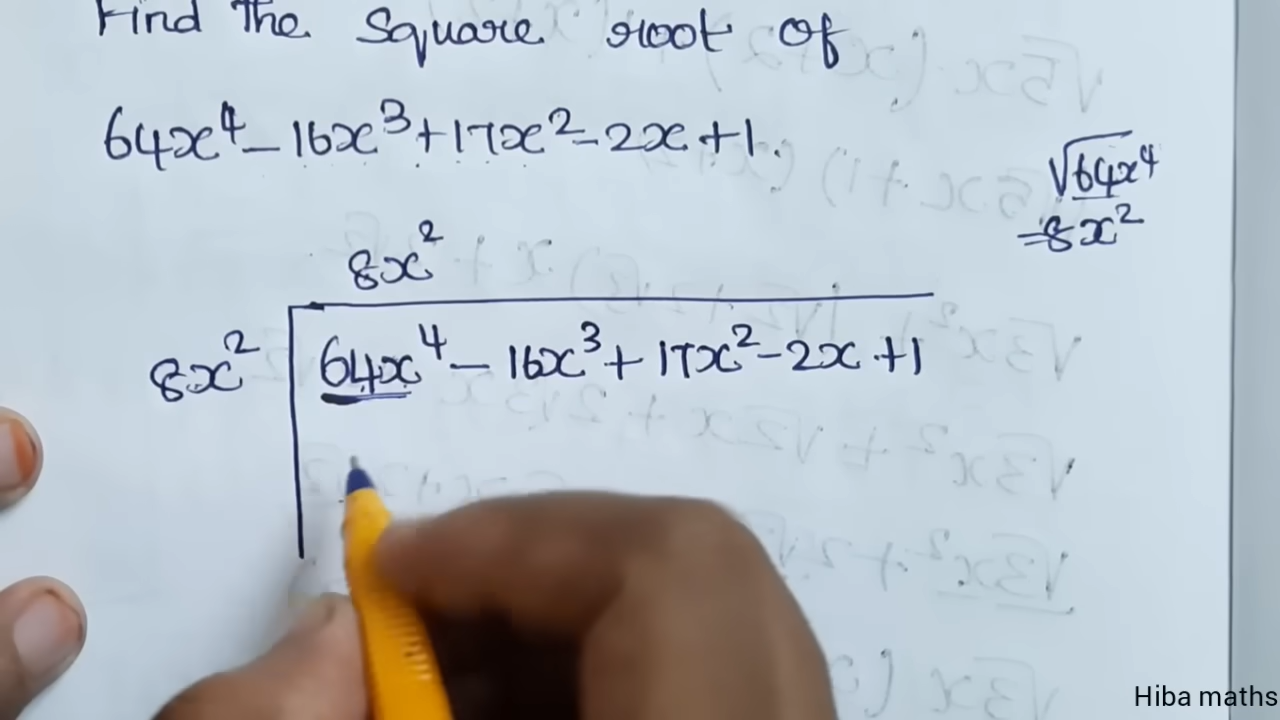 Find the square root of
64x⁴ - 16x³ + 17x² - 2x + 1.
√64x⁴
= 8x²
8x²
8x² 64x⁴ - 16x³ + 17x² - 2x + 1
Hiba maths